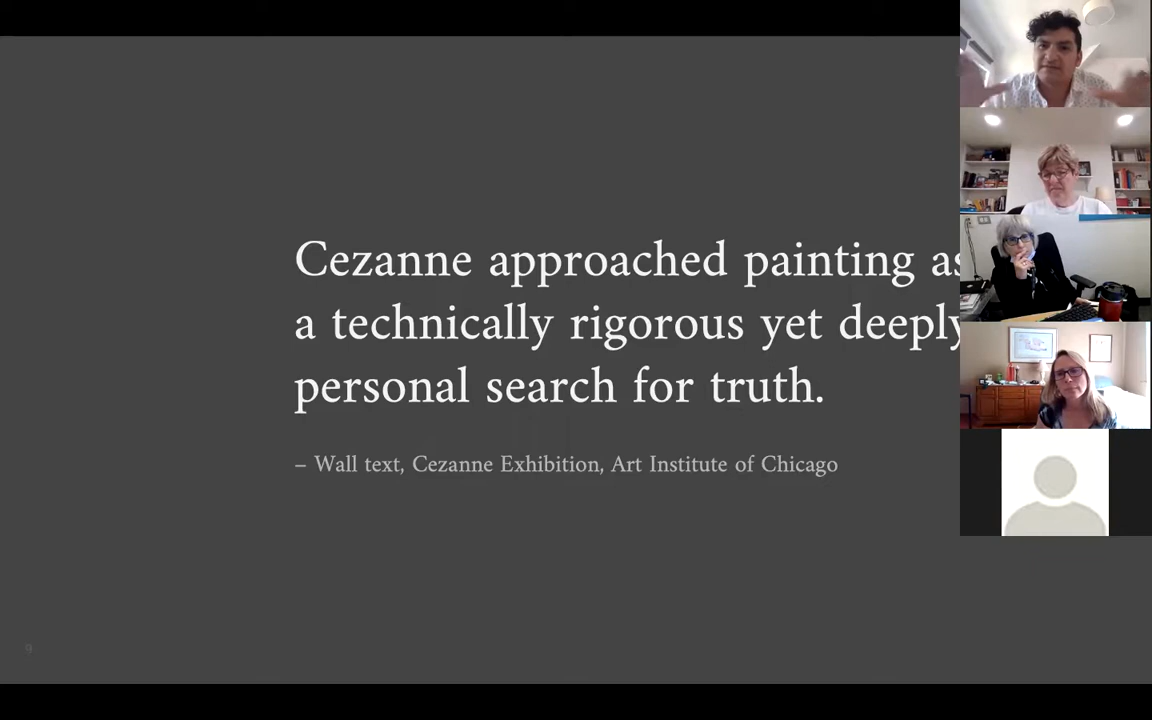 Cezanne approached painting as
a technically rigorous yet deeply
personal search for truth.
– Wall text, Cezanne Exhibition, Art Institute of Chicago
9